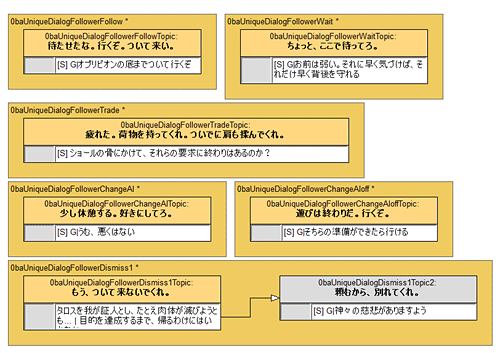 0baUniqueDialogFollowerFollow *
0baUniqueDialogFollowerFollowTopic:
待たせたな。行くぞ。ついて来い。
[S] G|オブリビオンの底までついて行くぞ
0baUniqueDialogFollowerWait *
0baUniqueDialogFollowerWaitTopic:
ちょっと、ここで待ってろ。
[S] G|お前は弱い。それに早く気づけば、そ
れだけ早く背後を守れる
0baUniqueDialogFollowerTrade *
0baUniqueDialogFollowerTradeTopic:
疲れた。荷物を持ってくれ。ついでに肩も揉んでくれ。
[S] ショールの骨にかけて、それらの要求に終わりはあるのか？
0baUniqueDialogFollowerChangeAI *
0baUniqueDialogFollowerChangeAITopic:
少し休憩する。好きにしてろ。
[S] G|うむ、悪くはない
0baUniqueDialogFollowerChangeAIoff *
0baUniqueDialogFollowerChangeAIoffTopic:
遊びは終わりだ。行くぞ。
[S] G|そちらの準備ができたら行ける
0baUniqueDialogFollowerDismiss1 *
0baUniqueDialogFollowerDismiss1Topic:
もう、ついて来ないでくれ。
タロスを我が証人とし、たとえ肉体が滅びようと
も... | 目的を達成するまで、帰るわけにはい
0baUniqueDialogDismiss1Topic2:
頼むから、別れてくれ。
[S] G|神々の慈悲がありますよう